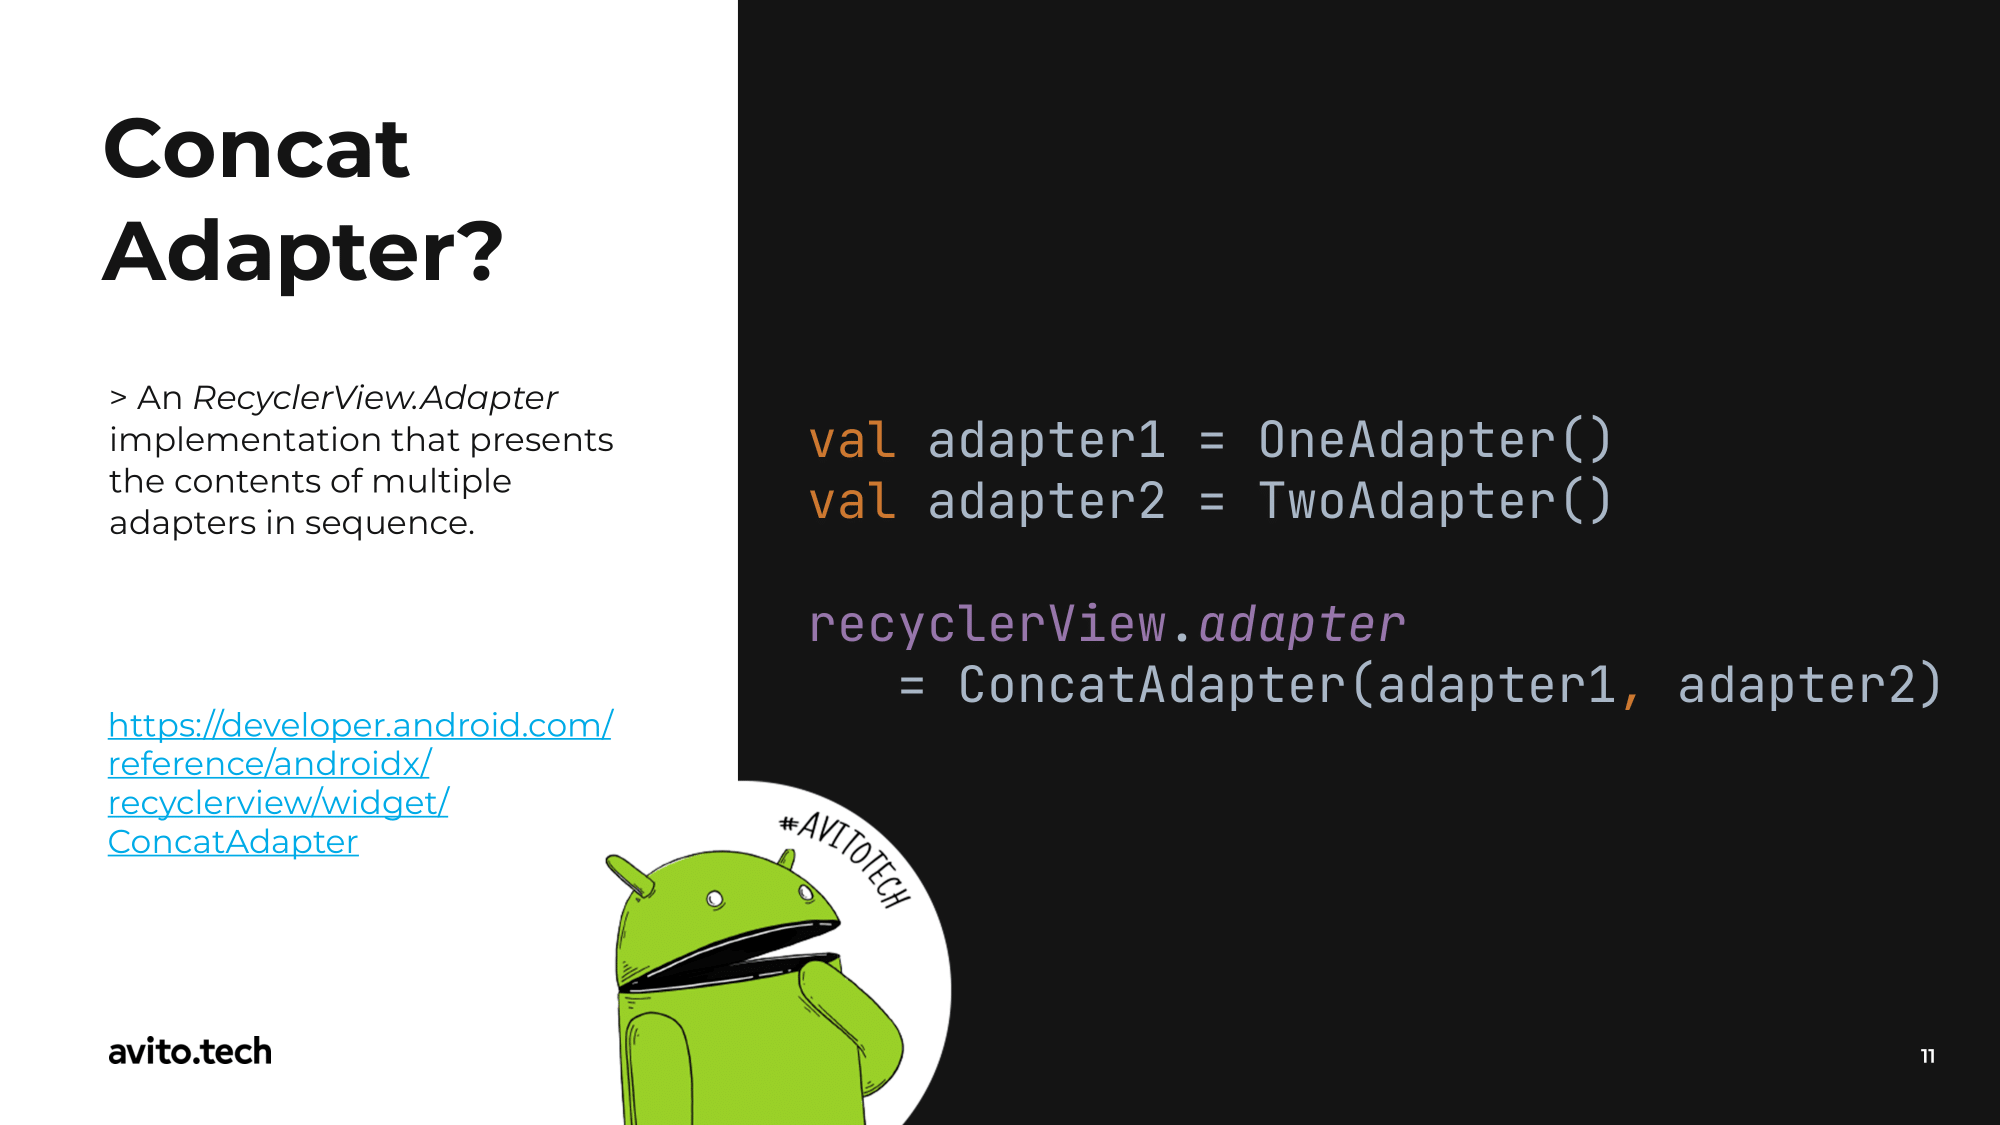 Concat
Adapter?
> An RecyclerView.Adapter
implementation that presents
the contents of multiple
adapters in sequence.
https://developer.android.com/
reference/androidx/
recyclerview/widget/
ConcatAdapter
val adapter1 = OneAdapter()
val adapter2 = TwoAdapter()
recyclerView.adapter
= ConcatAdapter(adapter1, adapter2)
#AVITOTECH
avito.tech
11